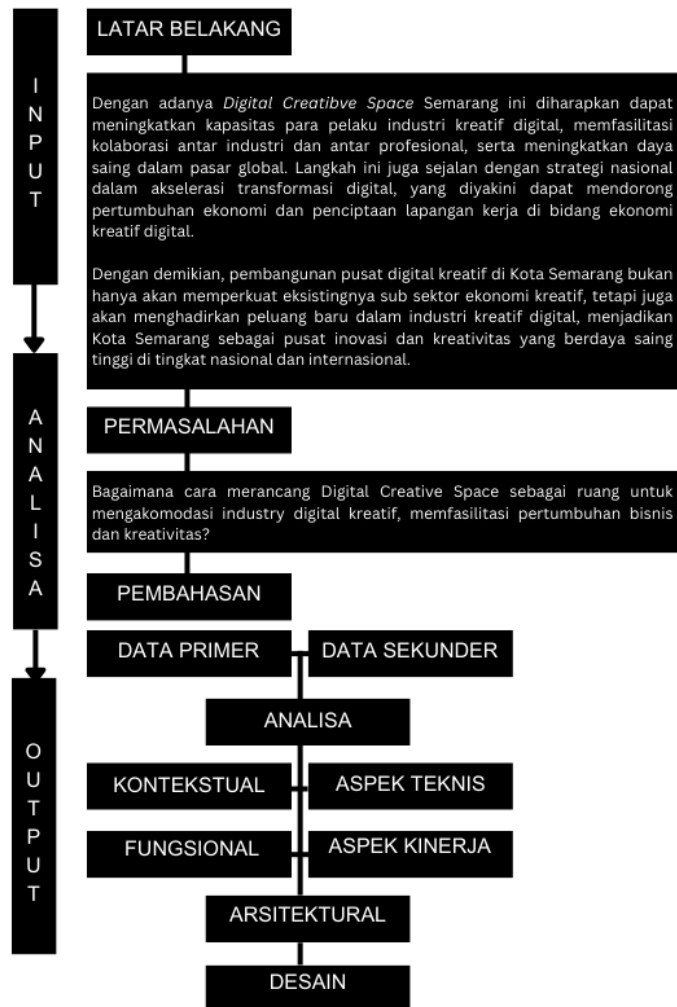 LATAR BELAKANG
INPUT
Dengan adanya Digital Creatibve Space Semarang ini diharapkan dapat
meningkatkan kapasitas para pelaku industri kreatif digital, memfasilitasi
kolaborasi antar industri dan antar profesional, serta meningkatkan daya
saing dalam pasar global. Langkah ini juga sejalan dengan strategi nasional
dalam akselerasi transformasi digital, yang diyakini dapat mendorong
pertumbuhan ekonomi dan penciptaan lapangan kerja di bidang ekonomi
kreatif digital.
Dengan demikian, pembangunan pusat digital kreatif di Kota Semarang bukan
hanya akan memperkuat eksistingnya sub sektor ekonomi kreatif, tetapi juga
akan menghadirkan peluang baru dalam industri kreatif digital, menjadikan
Kota Semarang sebagai pusat inovasi dan kreativitas yang berdaya saing
tinggi di tingkat nasional dan internasional.
ANALISA
PERMASALAHAN
Bagaimana cara merancang Digital Creative Space sebagai ruang untuk
mengakomodasi industry digital kreatif, memfasilitasi pertumbuhan bisnis
dan kreativitas?
PEMBAHASAN
DATA PRIMER
DATA SEKUNDER
OUTPUT
ANALISA
KONTEKSTUAL
ASPEK TEKNIS
FUNGSIONAL
ASPEK KINERJA
ARSITEKTURAL
DESAIN